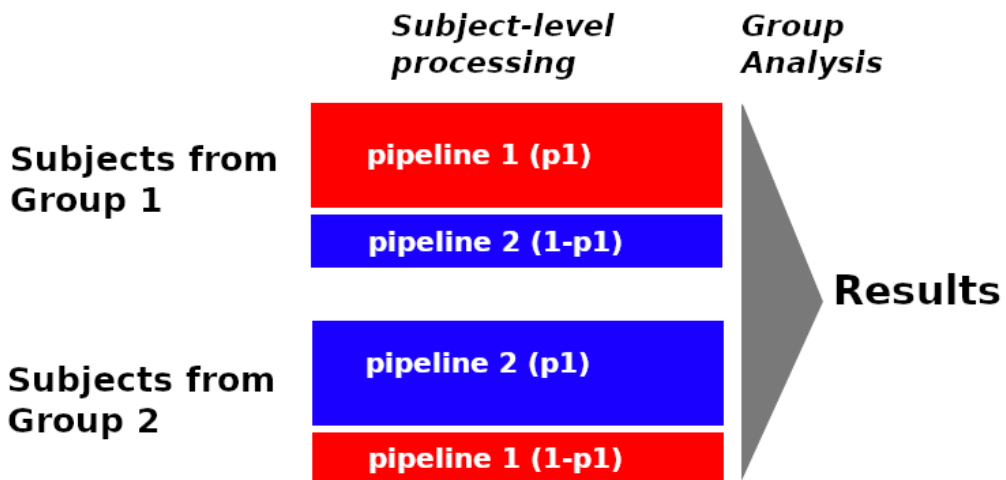 Subject-level
processing
Group
Analysis
Subjects from
Group 1
pipeline 1 (p1)
pipeline 2 (1-p1)
Results
Subjects from
Group 2
pipeline 2 (p1)
pipeline 1 (1-p1)